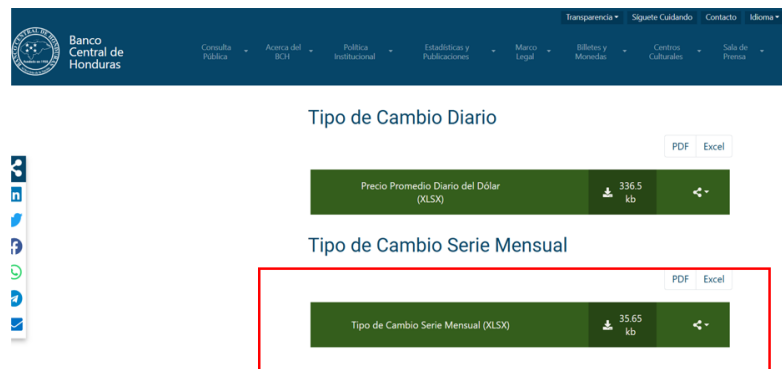 Transparencia Síguete Cuidando Contacto Idioma
Banco
Central de
Honduras
Consulta
Pública
Acerca del
BCH
Política
Institucional
Estadísticas y
Publicaciones
Marco
Legal
Billetes y
Monedas
Centros
Culturales
Sala de
Prensa
Tipo de Cambio Diario
PDF Excel
Precio Promedio Diario del Dólar
(XLSX)
336.5
kb
Tipo de Cambio Serie Mensual
PDF Excel
Tipo de Cambio Serie Mensual (XLSX)
35.65
kb